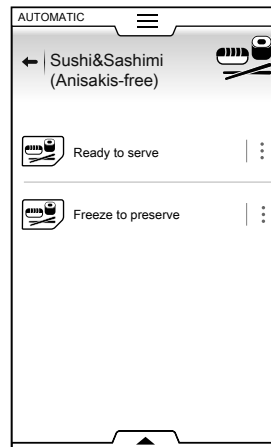 AUTOMATIC
Sushi&Sashimi
(Anisakis-free)
Ready to serve
Freeze to preserve